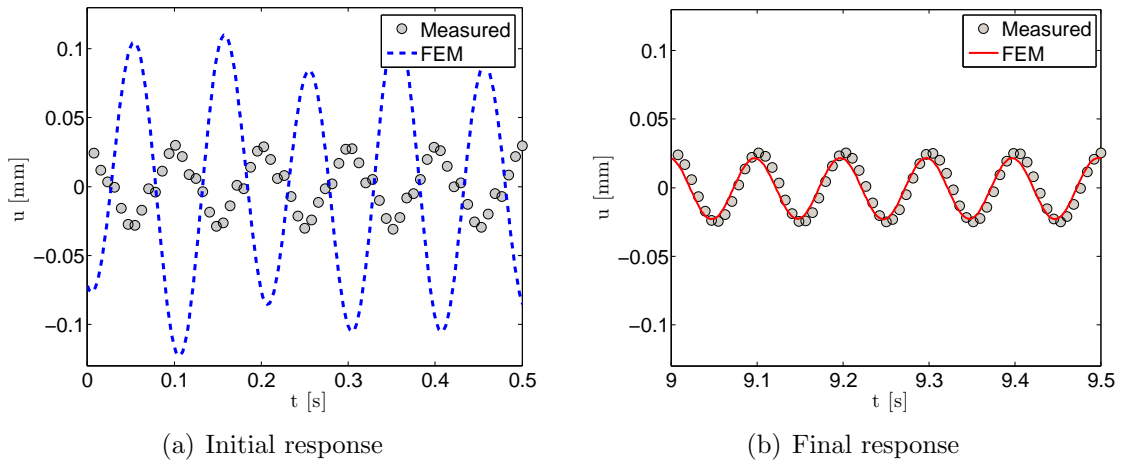 Measured
FEM
0.1
0.05
0
−0.05
−0.1
u [mm]
0 0.1 0.2 0.3 0.4 0.5
t [s]
(a) Initial response
Measured
FEM
0.1
0.05
0
−0.05
−0.1
u [mm]
9 9.1 9.2 9.3 9.4 9.5
t [s]
(b) Final response